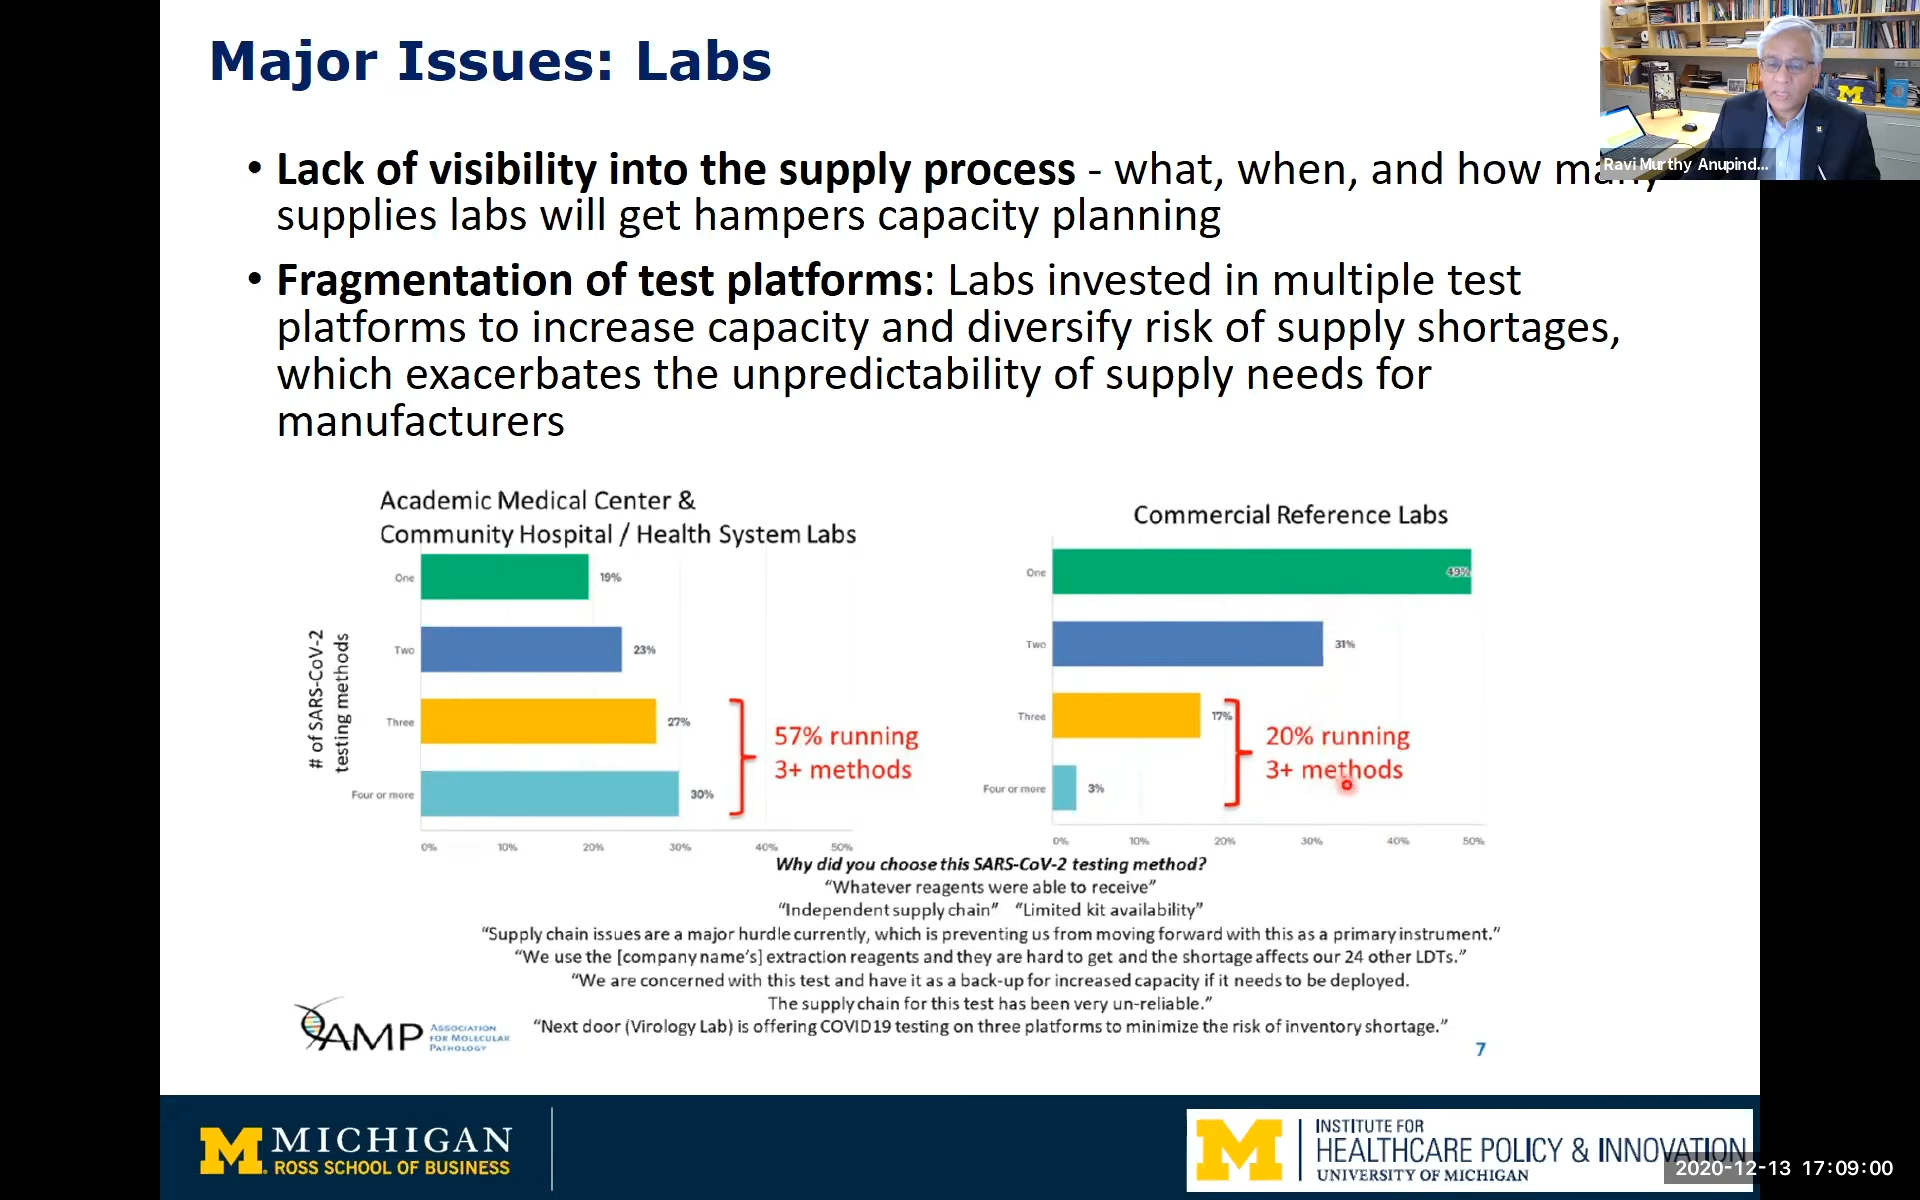 Major Issues: Labs
Ravi Murthy Anupind...
• Lack of visibility into the supply process - what, when, and how many
supplies labs will get hampers capacity planning
• Fragmentation of test platforms: Labs invested in multiple test
platforms to increase capacity and diversify risk of supply shortages,
which exacerbates the unpredictability of supply needs for
manufacturers
Academic Medical Center &
Community Hospital / Health System Labs
# of SARS-CoV-2
testing methods
One 19%
Two 23%
Three 27%
Four or more 30%
57% running
3+ methods
0% 10% 20% 30% 40% 50%
Commercial Reference Labs
One 49%
Two 31%
Three 17%
Four or more 3%
20% running
3+ methods
0% 10% 20% 30% 40% 50%
Why did you choose this SARS-CoV-2 testing method?
“Whatever reagents were able to receive”
“Independent supply chain” “Limited kit availability”
“Supply chain issues are a major hurdle currently, which is preventing us from moving forward with this as a primary instrument.”
“We use the [company name’s] extraction reagents and they are hard to get and the shortage affects our 24 other LDTs.”
“We are concerned with this test and have it as a back-up for increased capacity if it needs to be deployed.
The supply chain for this test has been very un-reliable.”
“Next door (Virology Lab) is offering COVID19 testing on three platforms to minimize the risk of inventory shortage.”
AMP ASSOCIATION
FOR MOLECULAR
PATHOLOGY
7
M MICHIGAN
ROSS SCHOOL OF BUSINESS
M INSTITUTE FOR
HEALTHCARE POLICY & INNOVATION
UNIVERSITY OF MICHIGAN
2020-12-13 17:09:00